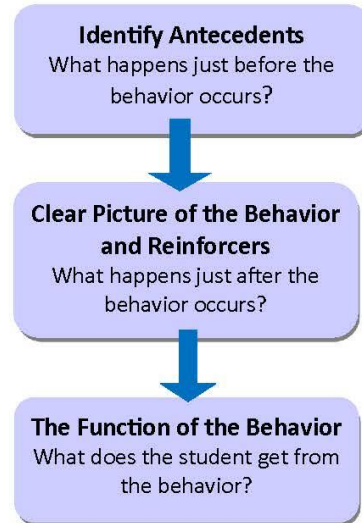 Identify Antecedents
What happens just before the
behavior occurs?
Clear Picture of the Behavior
and Reinforcers
What happens just after the
behavior occurs?
The Function of the Behavior
What does the student get from
the behavior?